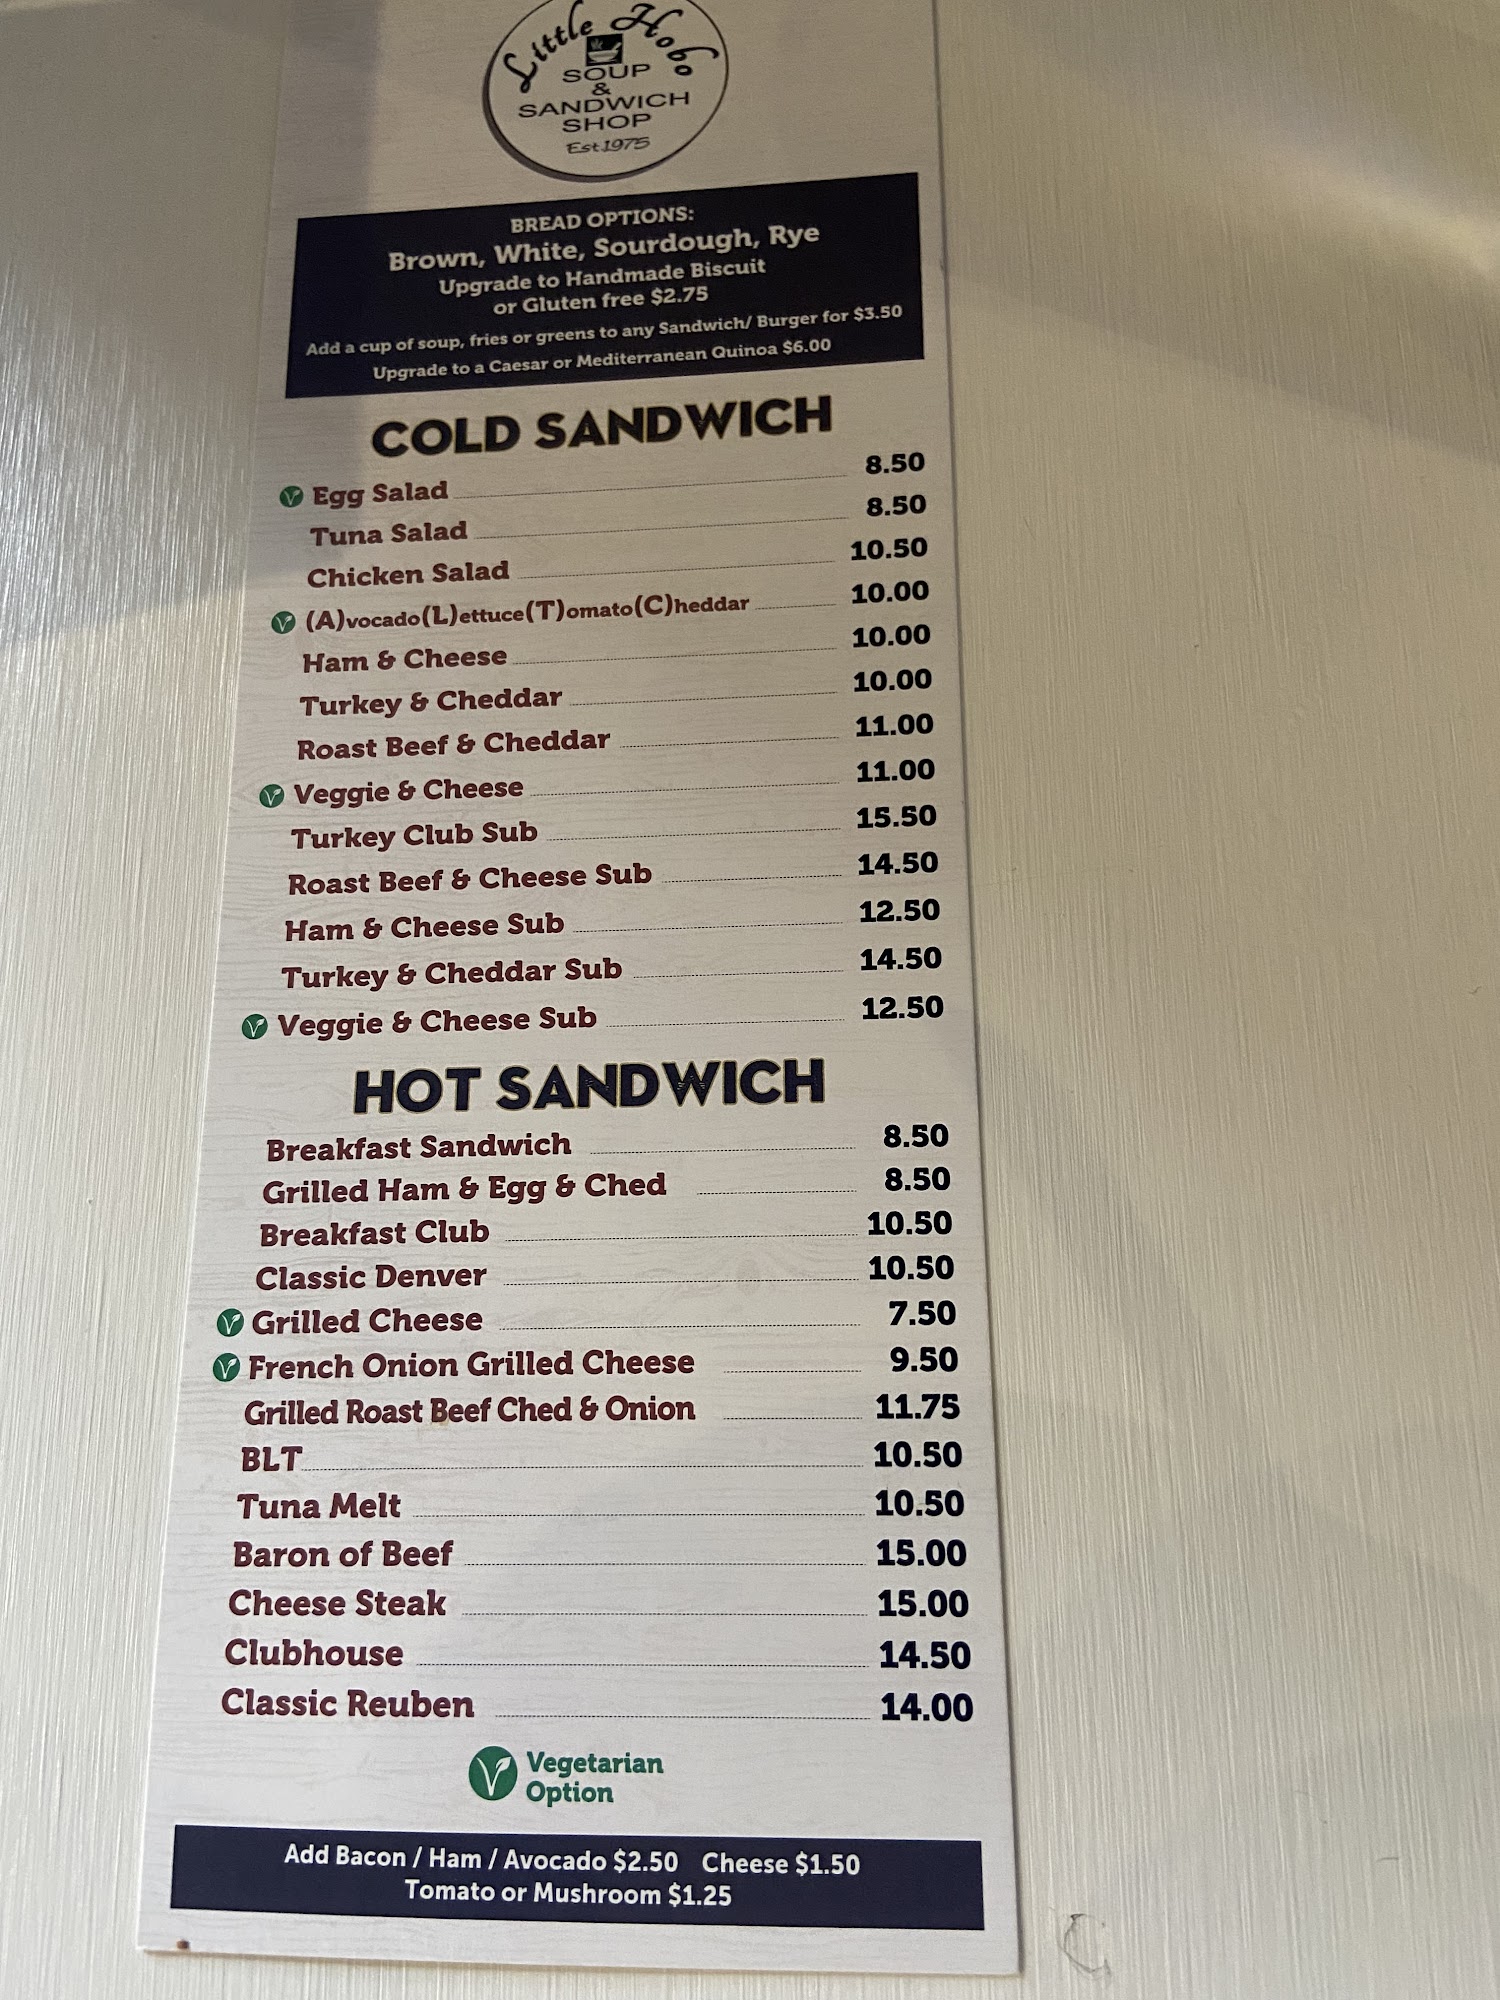 Little Hobo
SOUP
&
SANDWICH
SHOP
Est 1975
BREAD OPTIONS:
Brown, White, Sourdough, Rye
Upgrade to Handmade Biscuit
or Gluten free $2.75
Add a cup of soup, fries or greens to any Sandwich/ Burger for $3.50
Upgrade to a Caesar or Mediterranean Quinoa $6.00
COLD SANDWICH
V Egg Salad 8.50
Tuna Salad 8.50
Chicken Salad 10.50
V (A)vocado(L)ettuce(T)omato(C)heddar 10.00
Ham & Cheese 10.00
Turkey & Cheddar 10.00
Roast Beef & Cheddar 11.00
V Veggie & Cheese 11.00
Turkey Club Sub 15.50
Roast Beef & Cheese Sub 14.50
Ham & Cheese Sub 12.50
Turkey & Cheddar Sub 14.50
V Veggie & Cheese Sub 12.50
HOT SANDWICH
Breakfast Sandwich 8.50
Grilled Ham & Egg & Ched 8.50
Breakfast Club 10.50
Classic Denver 10.50
V Grilled Cheese 7.50
V French Onion Grilled Cheese 9.50
Grilled Roast Beef Ched & Onion 11.75
BLT 10.50
Tuna Melt 10.50
Baron of Beef 15.00
Cheese Steak 15.00
Clubhouse 14.50
Classic Reuben 14.00
V Vegetarian
Option
Add Bacon / Ham / Avocado $2.50 Cheese $1.50
Tomato or Mushroom $1.25